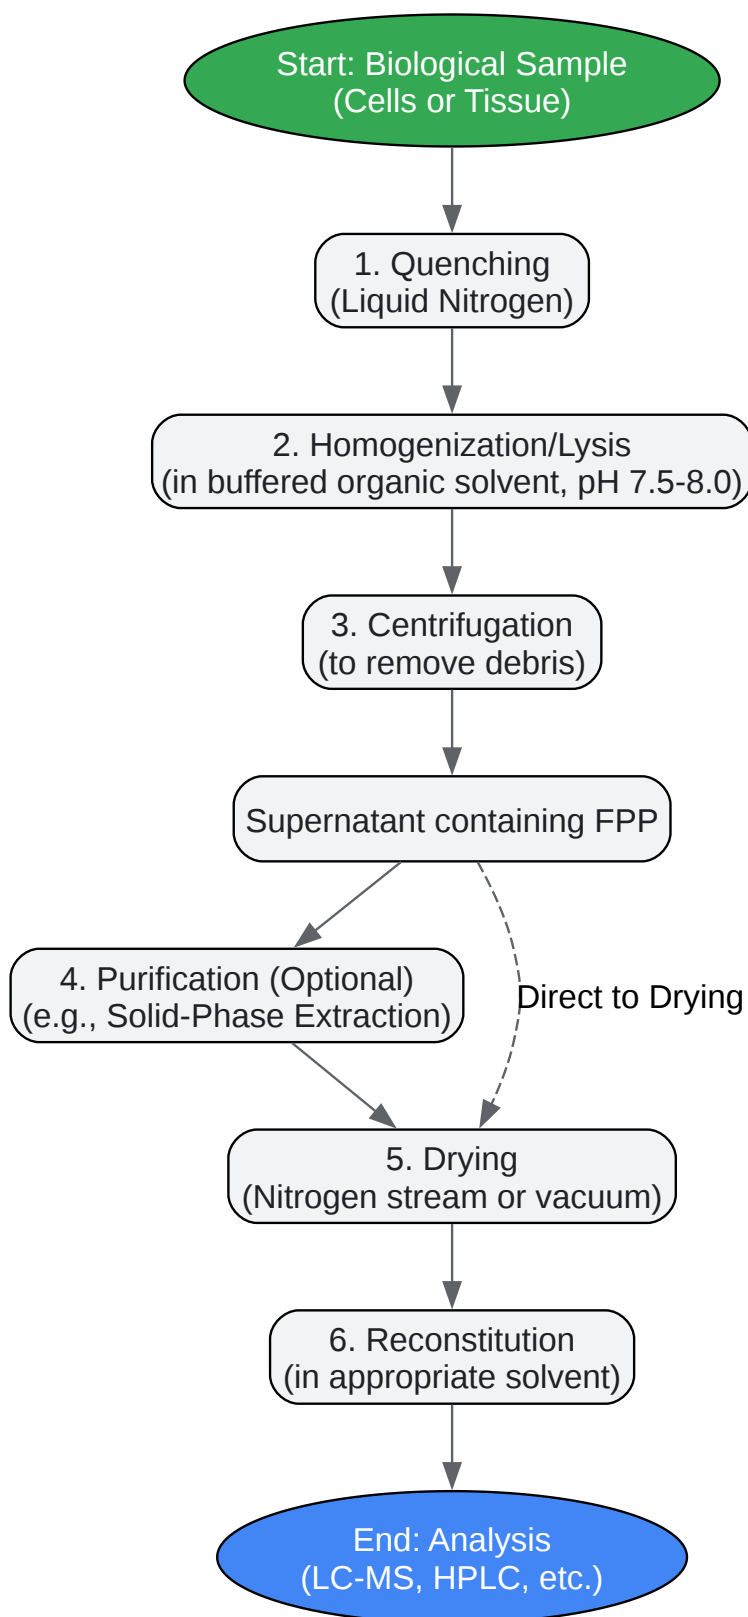 Start: Biological Sample
(Cells or Tissue)
1. Quenching
(Liquid Nitrogen)
2. Homogenization/Lysis
(in buffered organic solvent, pH 7.5-8.0)
3. Centrifugation
(to remove debris)
Supernatant containing FPP
4. Purification (Optional)
(e.g., Solid-Phase Extraction)
Direct to Drying
5. Drying
(Nitrogen stream or vacuum)
6. Reconstitution
(in appropriate solvent)
End: Analysis
(LC-MS, HPLC, etc.)